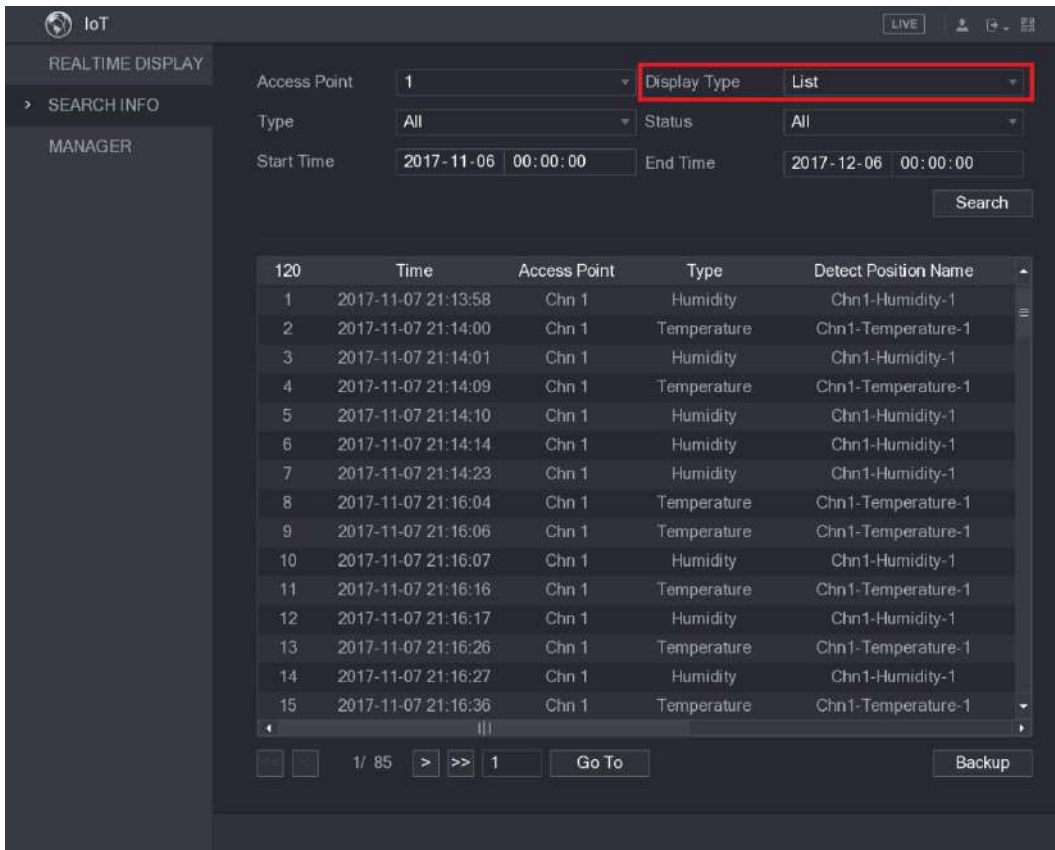 IoT LIVE
REALTIME DISPLAY
> SEARCH INFO
MANAGER
Access Point 1 Display Type List
Type All Status All
Start Time 2017-11-06 00:00:00 End Time 2017-12-06 00:00:00
Search
120 Time Access Point Type Detect Position Name
1 2017-11-07 21:13:58 Chn 1 Humidity Chn1-Humidity-1
2 2017-11-07 21:14:00 Chn 1 Temperature Chn1-Temperature-1
3 2017-11-07 21:14:01 Chn 1 Humidity Chn1-Humidity-1
4 2017-11-07 21:14:09 Chn 1 Temperature Chn1-Temperature-1
5 2017-11-07 21:14:10 Chn 1 Humidity Chn1-Humidity-1
6 2017-11-07 21:14:14 Chn 1 Humidity Chn1-Humidity-1
7 2017-11-07 21:14:23 Chn 1 Humidity Chn1-Humidity-1
8 2017-11-07 21:16:04 Chn 1 Temperature Chn1-Temperature-1
9 2017-11-07 21:16:06 Chn 1 Temperature Chn1-Temperature-1
10 2017-11-07 21:16:07 Chn 1 Humidity Chn1-Humidity-1
11 2017-11-07 21:16:16 Chn 1 Temperature Chn1-Temperature-1
12 2017-11-07 21:16:17 Chn 1 Humidity Chn1-Humidity-1
13 2017-11-07 21:16:26 Chn 1 Temperature Chn1-Temperature-1
14 2017-11-07 21:16:27 Chn 1 Humidity Chn1-Humidity-1
15 2017-11-07 21:16:36 Chn 1 Temperature Chn1-Temperature-1
<< < 1/ 85 > >> 1 Go To Backup